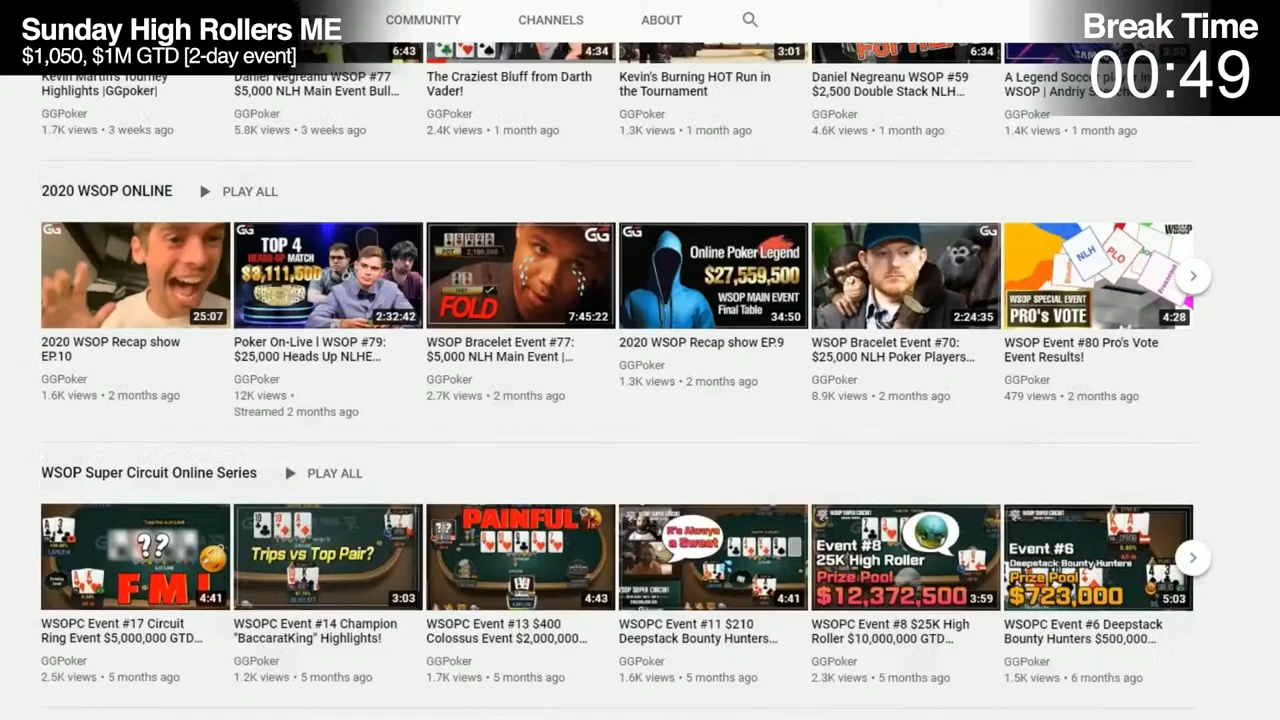 Sunday High Rollers ME
$1,050, $1M GTD [2-day event]
COMMUNITY
CHANNELS
ABOUT
Break Time
00:49
6:43
4:34
3:01
6:34
3:50
Kevin Martin's Tourney
Highlights |GGpoker|
GGPoker
1.7K views • 3 weeks ago
Daniel Negreanu WSOP #77
$5,000 NLH Main Event Bull...
GGPoker
5.8K views • 3 weeks ago
The Craziest Bluff from Darth
Vader!
GGPoker
2.4K views • 1 month ago
Kevin's Burning HOT Run in
the Tournament
GGPoker
1.3K views • 1 month ago
Daniel Negreanu WSOP #59
$2,500 Double Stack NLH...
GGPoker
4.6K views • 1 month ago
A Legend Soccer player in
WSOP | Andriy
GGPoker
1.4K views • 1 month ago
2020 WSOP ONLINE
PLAY ALL
GG
25:07
2020 WSOP Recap show
EP.10
GGPoker
1.6K views • 2 months ago
GG
TOP 4
HEADS-UP MATCH
$3,111,500
2:32:42
Poker On-Live l WSOP #79:
$25,000 Heads Up NLHE...
GGPoker
12K views •
Streamed 2 months ago
GG
POT 2,180,000
FOLD
7:45:22
WSOP Bracelet Event #77:
$5,000 NLH Main Event |...
GGPoker
2.7K views • 2 months ago
GG
Online Poker Legend
$27,559,500
WSOP MAIN EVENT
Final Table
34:50
2020 WSOP Recap show EP.9
GGPoker
1.3K views • 2 months ago
GG
2:24:35
WSOP Bracelet Event #70:
$25,000 NLH Poker Players...
GGPoker
8.9K views • 2 months ago
WSOP
NLH
PLO
WSOP SPECIAL EVENT
PRO's VOTE
4:28
WSOP Event #80 Pro's Vote
Event Results!
GGPoker
479 views • 2 months ago
WSOP Super Circuit Online Series
PLAY ALL
??
4:41
WSOPC Event #17 Circuit
Ring Event $5,000,000 GTD...
GGPoker
2.5K views • 5 months ago
Trips vs Top Pair?
3:03
WSOPC Event #14 Champion
"BaccaratKing" Highlights!
GGPoker
1.2K views • 5 months ago
PAINFUL
4:43
WSOPC Event #13 $400
Colossus Event $2,000,000...
GGPoker
1.7K views • 5 months ago
It's Always
a Sweat
4:41
WSOPC Event #11 $210
Deepstack Bounty Hunters...
GGPoker
1.6K views • 5 months ago
Event #8
25K High Roller
Prize Pool
$12,372,500
3:59
WSOPC Event #8 $25K High
Roller $10,000,000 GTD...
GGPoker
2.3K views • 5 months ago
Event #6
Deepstack Bounty Hunters
Prize Pool
$723,000
5:03
WSOPC Event #6 Deepstack
Bounty Hunters $500,000...
GGPoker
1.5K views • 6 months ago